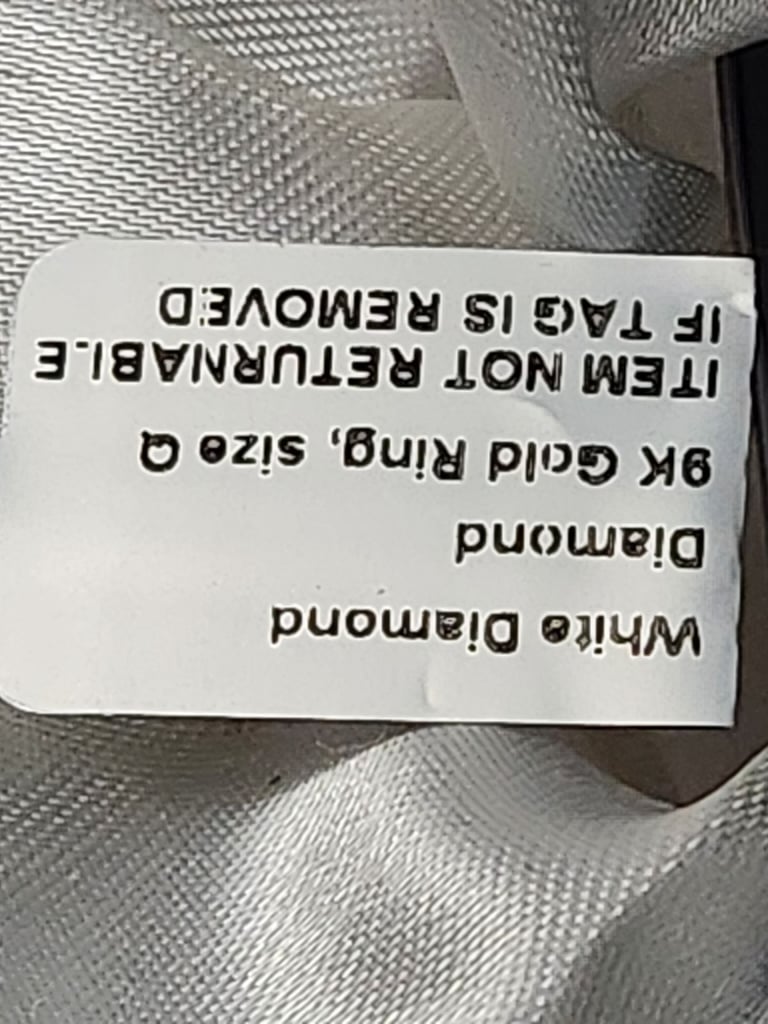 White Diamond
Diamond
9K Gold Ring, size Q
ITEM NOT RETURNABLE
IF TAG IS REMOVED